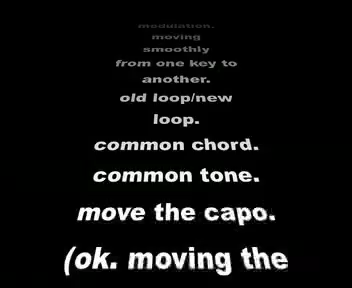 modulation.
moving
smoothly
from one key to
another.
old loop/new
loop.
common chord.
common tone.
move the capo.
(ok. moving the